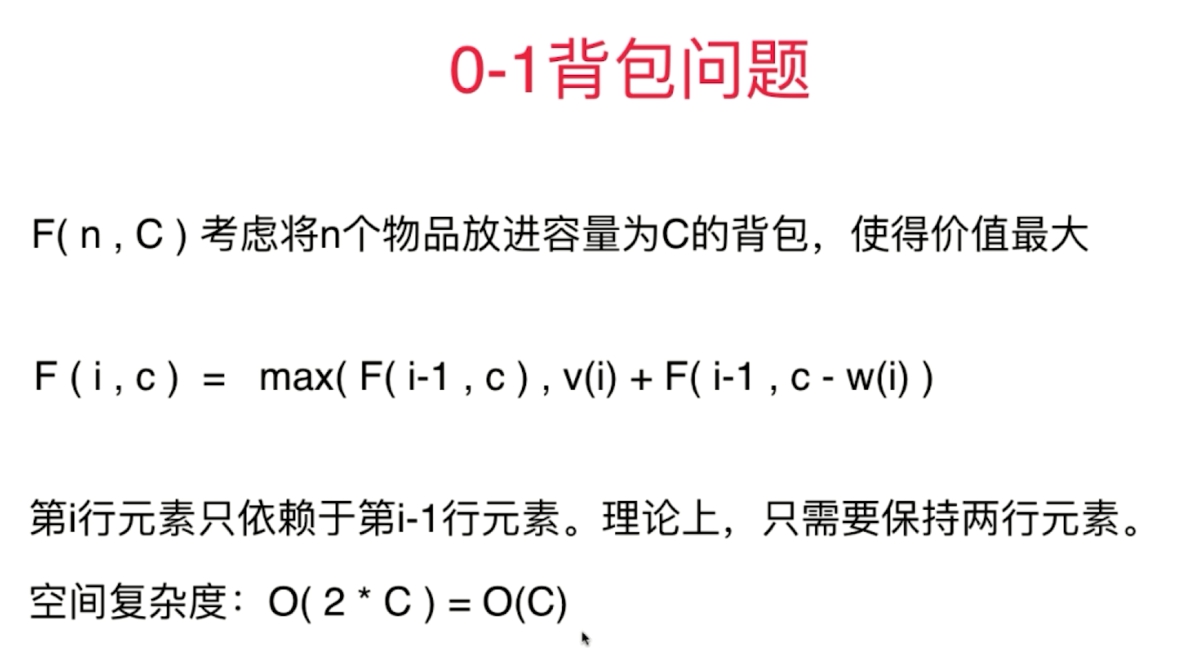 0-1背包问题
F( n , C ) 考虑将n个物品放进容量为C的背包，使得价值最大
F ( i , c ) = max( F( i-1 , c ) , v(i) + F( i-1 , c - w(i) )
第i行元素只依赖于第i-1行元素。理论上，只需要保持两行元素。
空间复杂度：O( 2 * C ) = O(C)